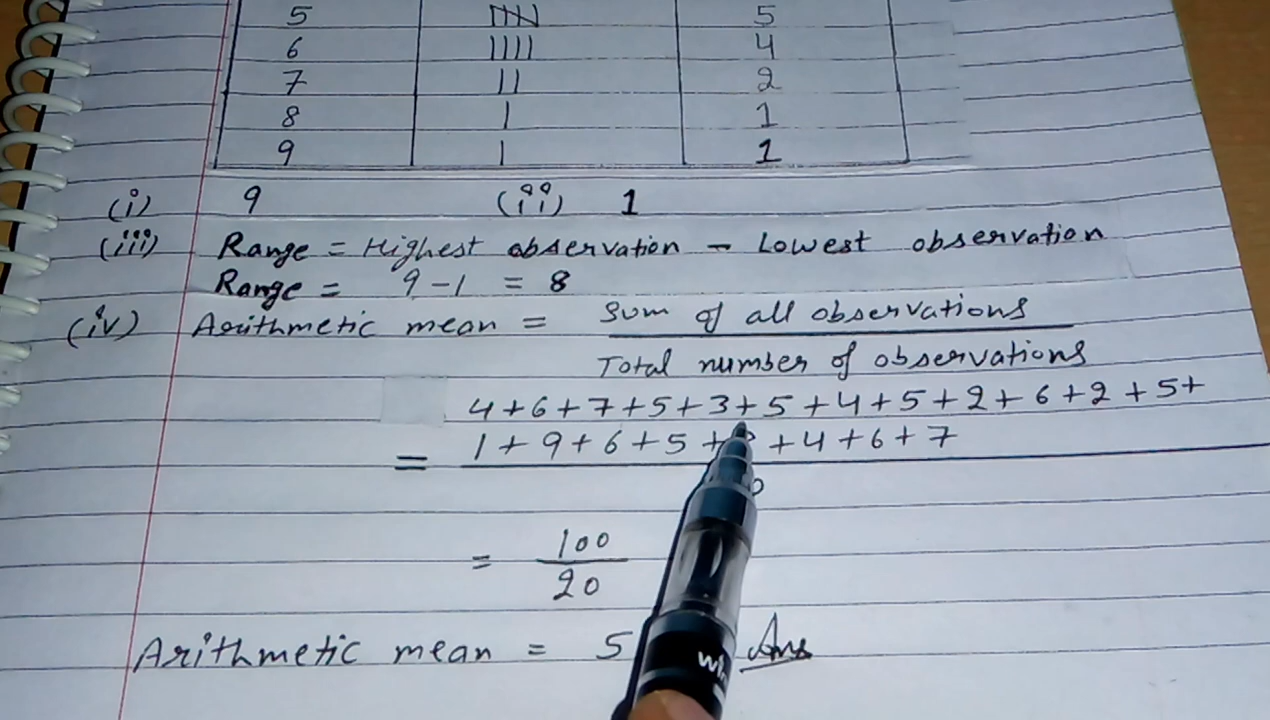 5 |||| 5
6 |||| 4
7 || 2
8 | 1
9 | 1
(i) 9 (ii) 1
(iii) Range = Highest observation - Lowest observation
Range = 9 - 1 = 8
(iv) Arithmetic mean = Sum of all observations
Total number of observations
4 + 6 + 7 + 5 + 3 + 5 + 4 + 5 + 2 + 6 + 2 + 5 +
= 1 + 9 + 6 + 5 + + 4 + 6 + 7
= 100
20
Arithmetic mean = 5 Ans